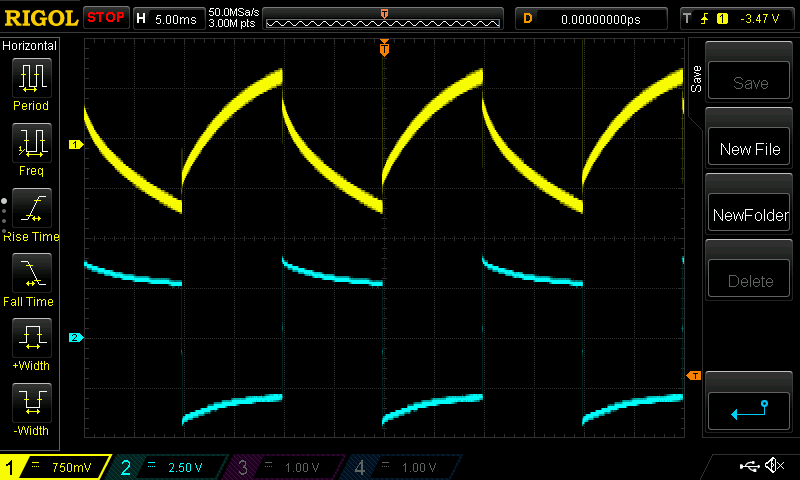 RIGOL STOP H 5.00ms 50.0MSa/s D 0.00000000ps T 1 -3.47 V
3.00M pts
T
Horizontal
Period
Freq
Rise Time
Fall Time
+Width
-Width
1
2
T
T
Save
Save
New File
NewFolder
Delete
1 750mV 2 2.50 V 3 1.00 V 4 1.00 V